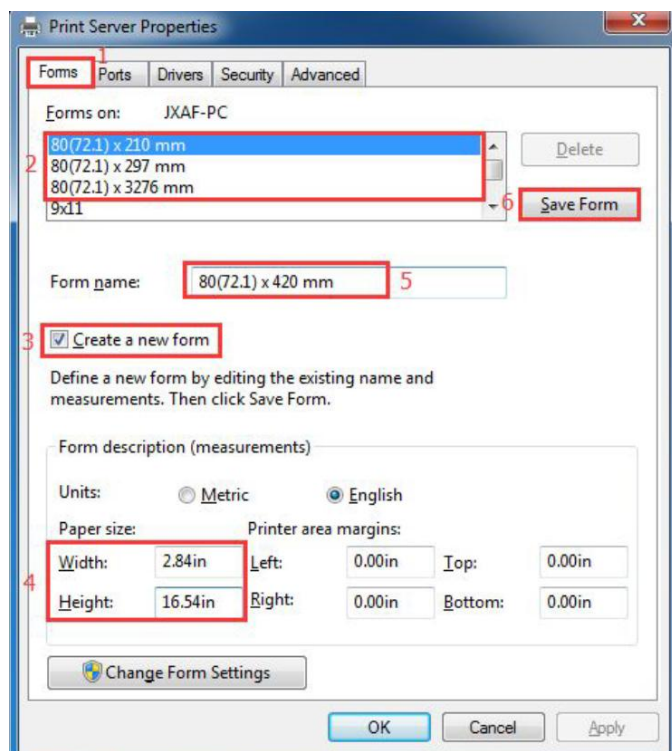 Print Server Properties
1
Forms Ports Drivers Security Advanced
Forms on: JXAF-PC
2
80(72.1) x 210 mm
80(72.1) x 297 mm
80(72.1) x 3276 mm
9x11
Delete
6 Save Form
Form name: 80(72.1) x 420 mm 5
3 Create a new form
Define a new form by editing the existing name and
measurements. Then click Save Form.
Form description (measurements)
Units: Metric English
Paper size: Printer area margins:
4
Width: 2.84in Left: 0.00in Top: 0.00in
Height: 16.54in Right: 0.00in Bottom: 0.00in
Change Form Settings
OK Cancel Apply